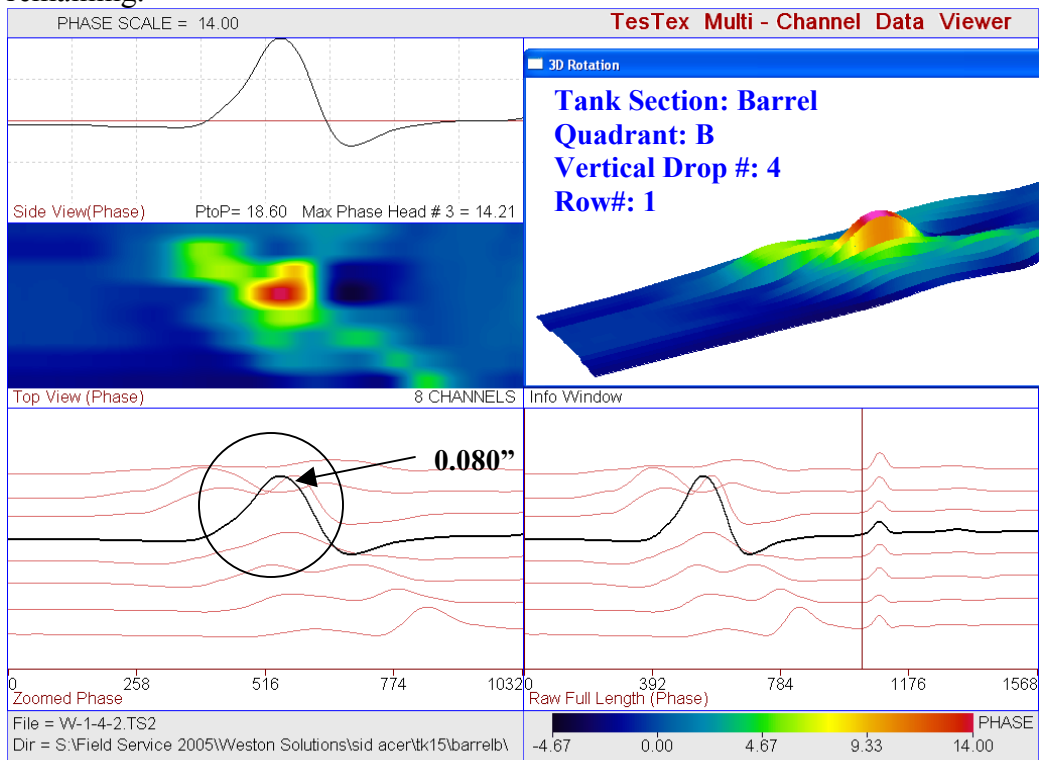 remaining.
PHASE SCALE = 14.00
TesTex Multi - Channel Data Viewer
3D Rotation
Tank Section: Barrel
Quadrant: B
Vertical Drop #: 4
Row#: 1
Side View(Phase) PtoP= 18.60 Max Phase Head # 3 = 14.21
Top View (Phase) 8 CHANNELS
Info Window
0.080”
0 258 516 774 1032
Zoomed Phase
0 392 784 1176 1568
Raw Full Length (Phase)
File = W-1-4-2.TS2
Dir = S:\Field Service 2005\Weston Solutions\sid acer\tk15\barrelb\
PHASE
-4.67 0.00 4.67 9.33 14.00